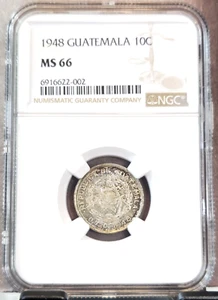 1948 GUATEMALA 10C
MS 66
6916622-002
NUMISMATIC GUARANTY COMPANY
NGC